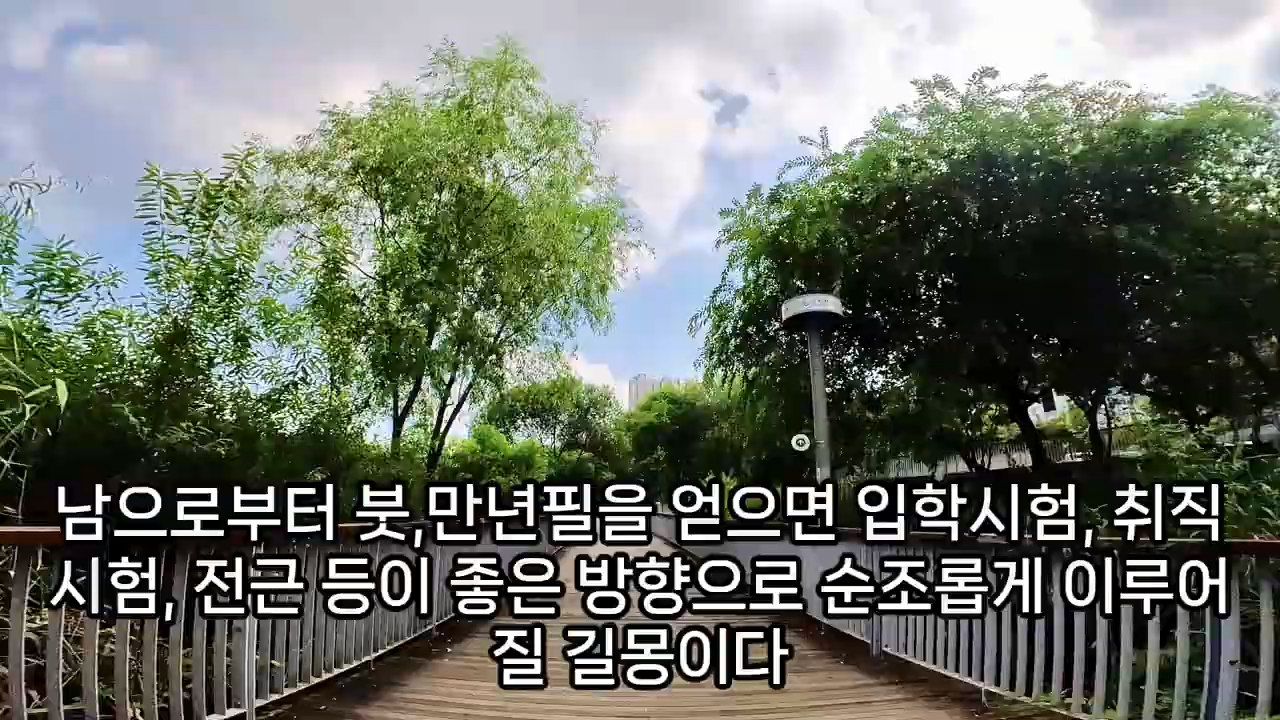 남으로부터 붓,만년필을 얻으면 입학시험, 취직
시험, 전근 등이 좋은 방향으로 순조롭게 이루어
질 길몽이다